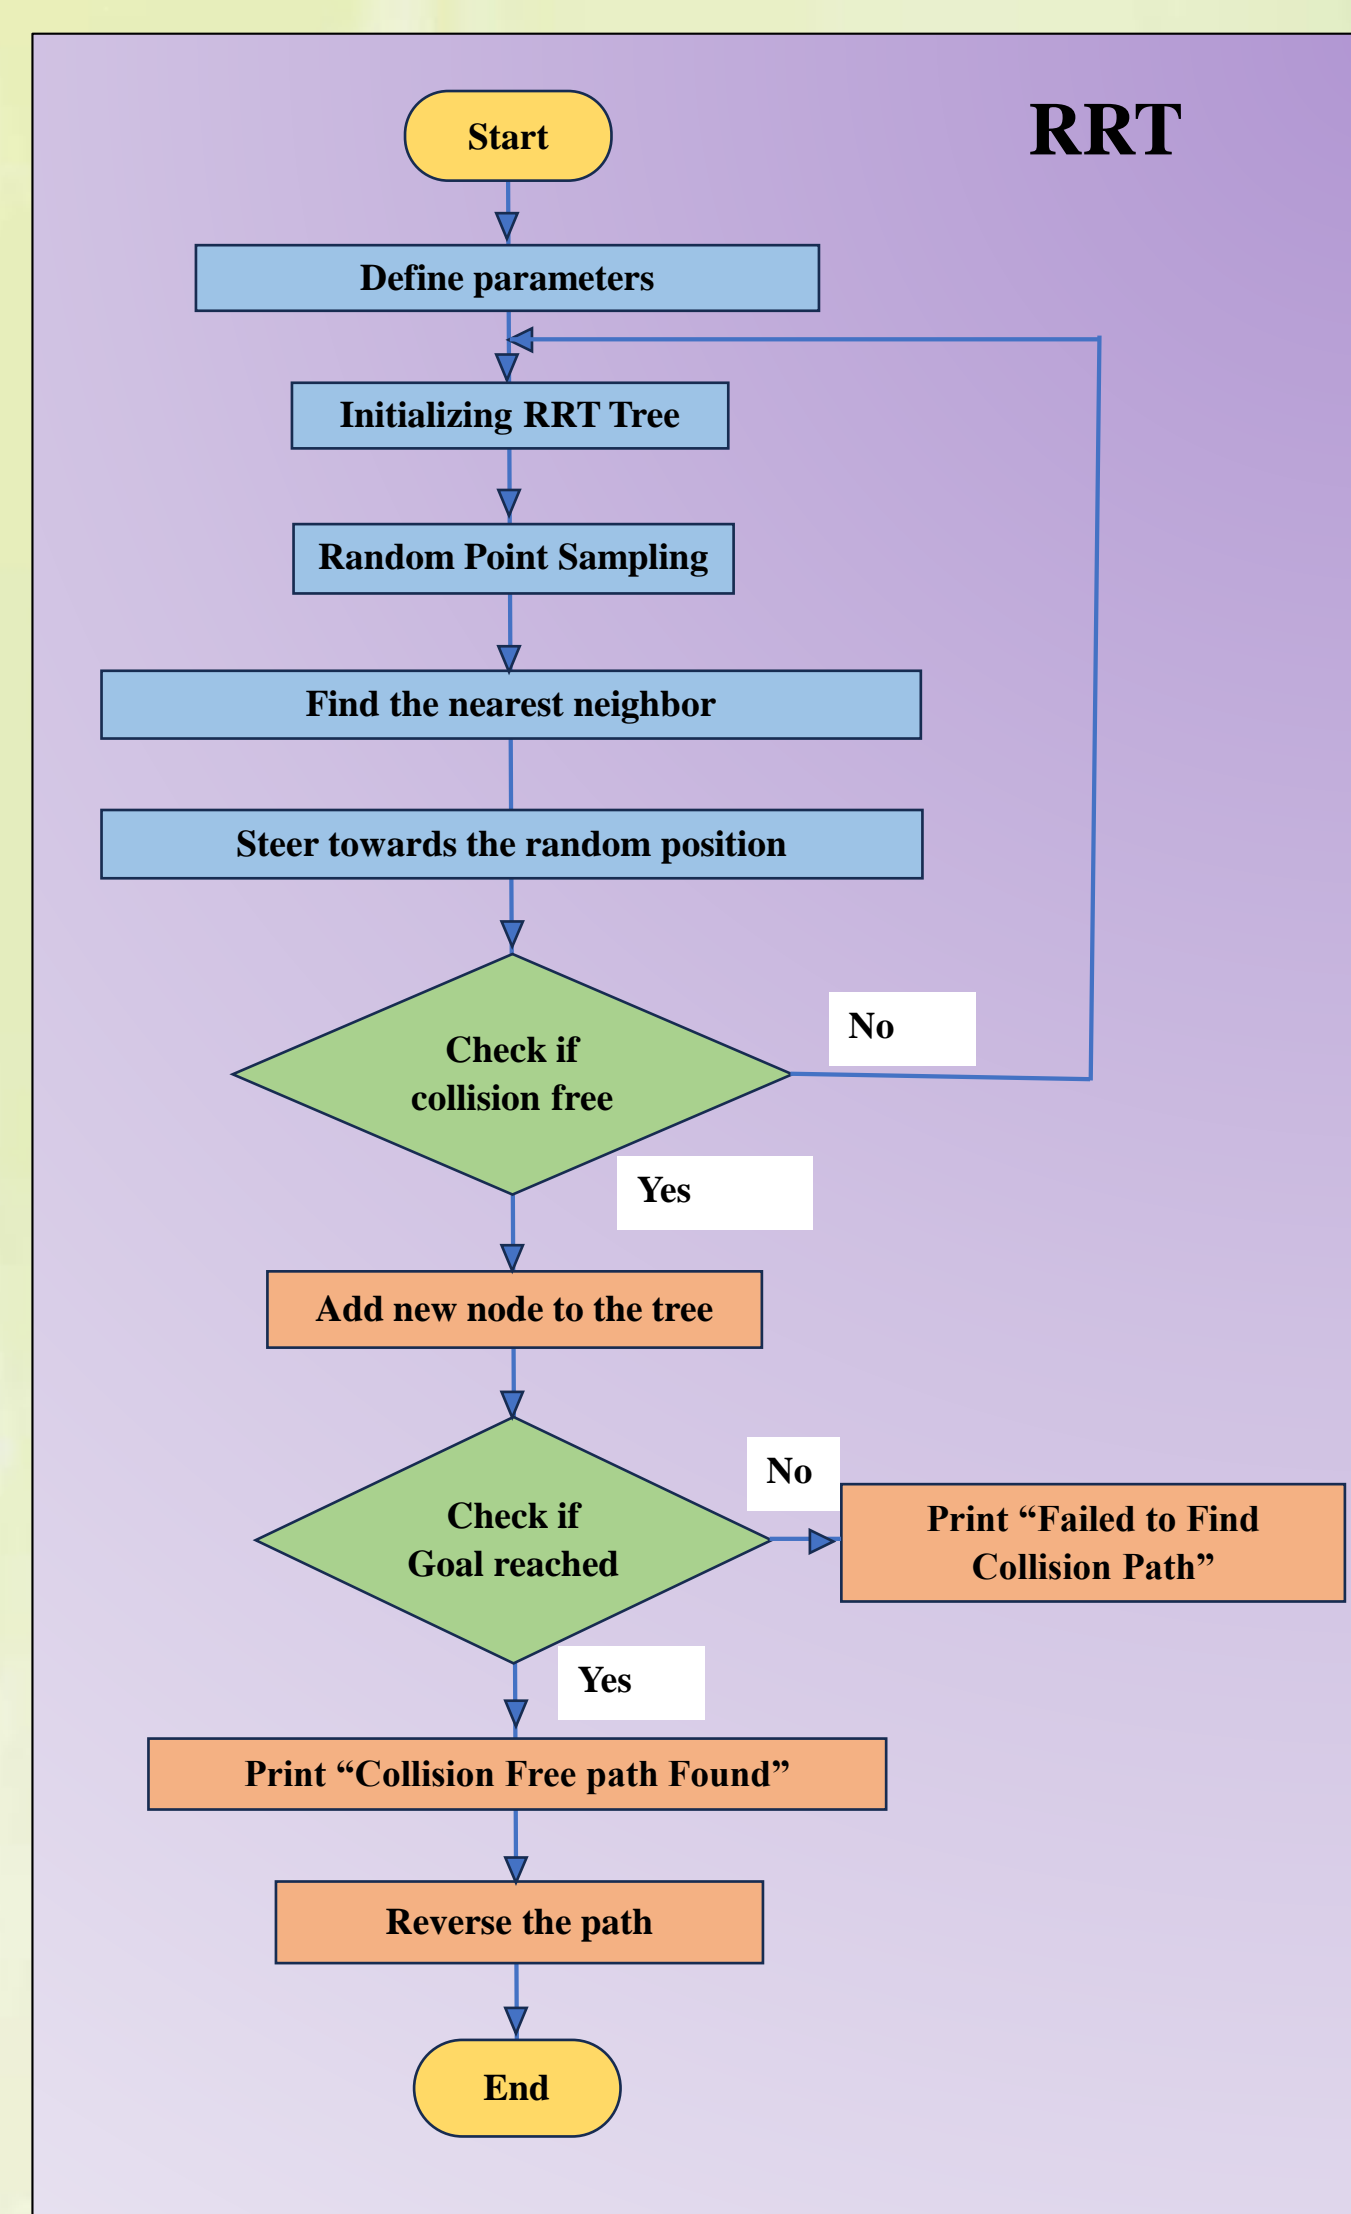 RRT
Start
Define parameters
Initializing RRT Tree
Random Point Sampling
Find the nearest neighbor
Steer towards the random position
Check if
collision free
No
Yes
Add new node to the tree
Check if
Goal reached
No
Print “Failed to Find
Collision Path”
Yes
Print “Collision Free path Found”
Reverse the path
End